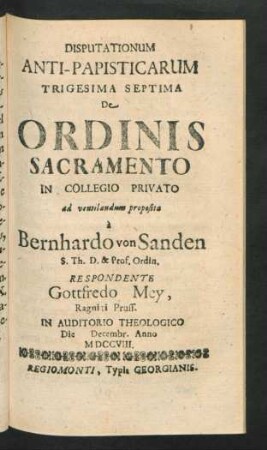 DISPUTATIONUM
ANTI-PAPISTICARUM
TRIGESIMA SEPTIMA
De
ORDINIS
SACRAMENTO
IN COLLEGIO PRIVATO
ad ventilandum proposita
à
Bernhardo von Sanden
S. Th. D. & Prof. Ordin.
RESPONDENTE
Gottfredo Mey,
Ragniti Pruss.
IN AUDITORIO THEOLOGICO
Die Decembr. Anno
MDCCVIII.
REGIOMONTI, Typis GEORGIANIS.